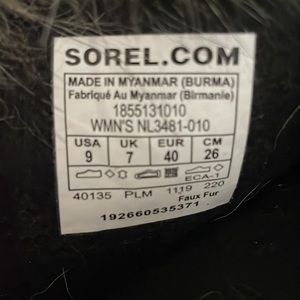 SOREL.COM
MADE IN MYANMAR (BURMA)
Fabriqué Au Myanmar (Birmanie)
1855131010
WMN'S NL3481-010
USA UK EUR CM
9 7 40 26
ECA-1
40135 PLM 1119 220
Faux Fur
192660535371